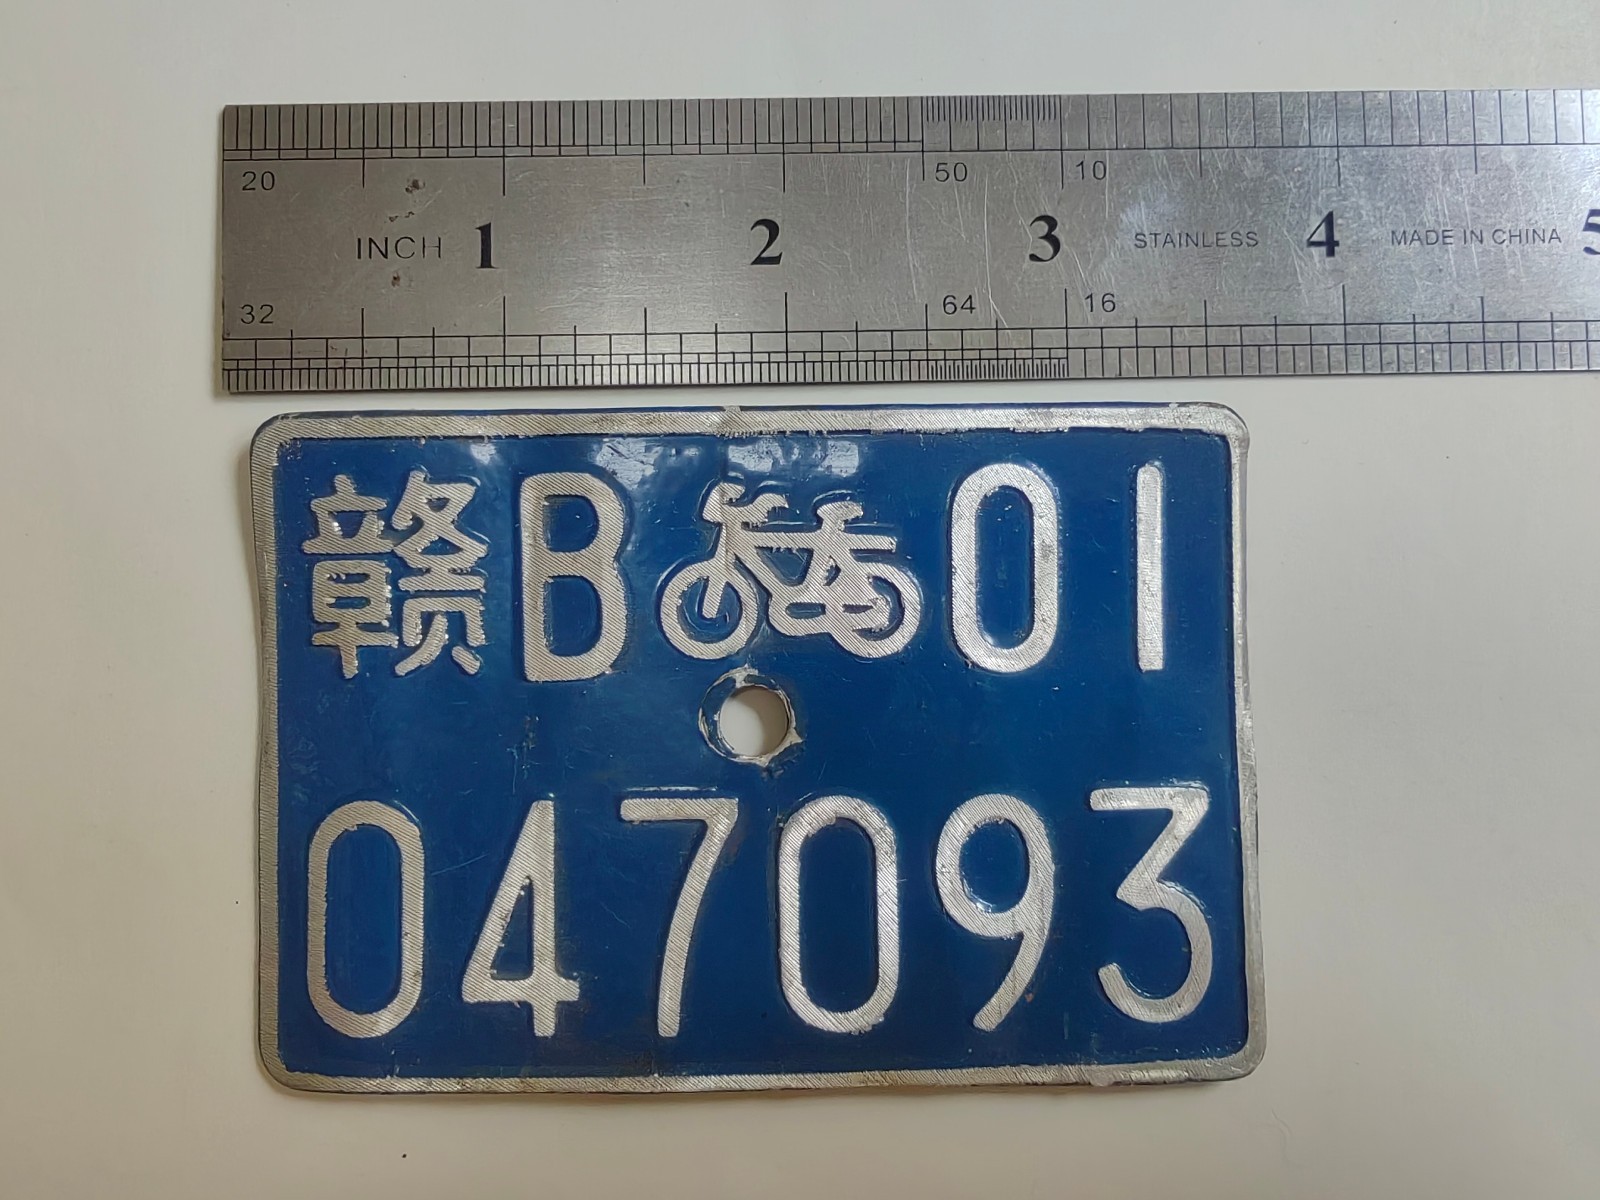 20 50 10
INCH 1 2 3 STAINLESS 4 MADE IN CHINA 5
32 64 16
赣B 01
047093